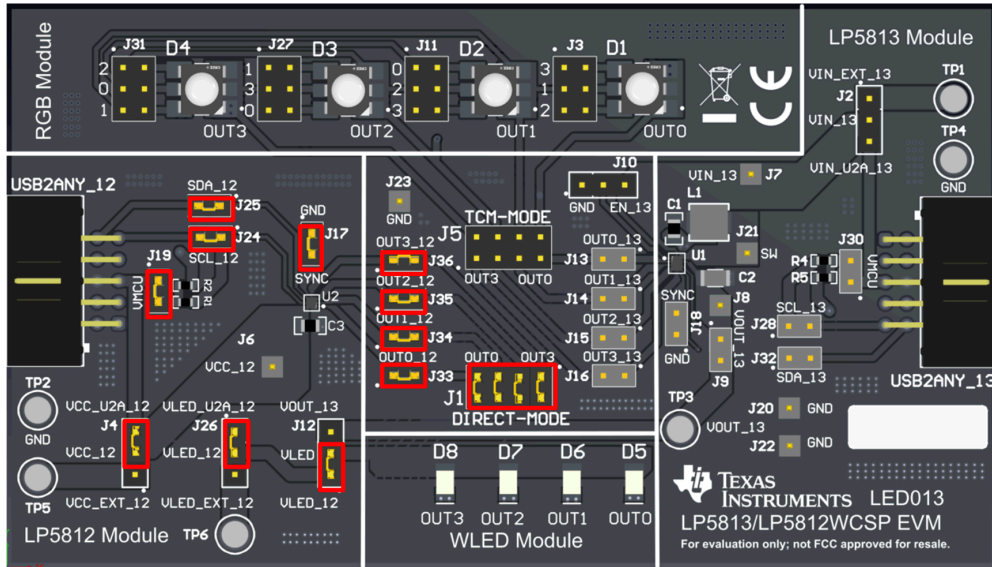 RGB Module
J31
D4
J27
D3
J11
D2
J3
D1
2
0
1
1
0
3
0
2
3
3
1
2
OUT3
OUT2
OUT1
OUT0
LP5813 Module
VIN_EXT_13
J2
TP1
VIN_13
TP4
VIN_U2A_13
GND
USB2ANY_12
SDA_12
J25
J24
SCL_12
GND
J17
SYNC
J19
VMCU
R2
R1
U2
C3
J6
VCC_12
TP2
GND
TP5
VCC_U2A_12
J4
VCC_12
VCC_EXT_12
VLED_U2A_12
J26
VLED_12
VLED_EXT_12
VOUT_13
J12
VLED
VLED_12
TP6
LP5812 Module
J23
GND
J10
GND
EN_13
TCM-MODE
J5
OUT3
OUT0
OUT3_12
J36
OUT2_12
J35
OUT1_12
J34
OUT0_12
J33
OUT0_13
J13
OUT1_13
J14
OUT2_13
J15
OUT3_13
J16
OUT0
OUT3
J1
DIRECT-MODE
D8
D7
D6
D5
OUT3
OUT2
OUT1
OUT0
WLED Module
VIN_13
J7
L1
C1
J21
SW
U1
C2
J8
SYNC
J18
GND
VOUT_13
J9
TP3
VOUT_13
R4
R5
J30
VMCU
SCL_13
J28
J32
SDA_13
USB2ANY_13
J20
GND
J22
GND
TEXAS
INSTRUMENTS
LED013
LP5813/LP5812WCSP EVM
For evaluation only; not FCC approved for resale.